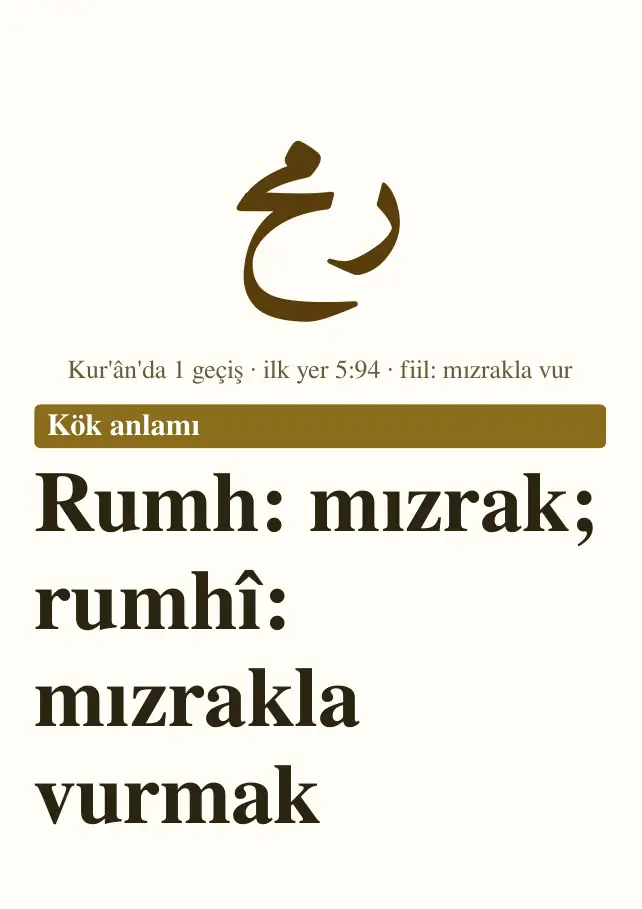 رمح
Kur'ân'da 1 geçiş · ilk yer 5:94 · fiil: mızrakla vur
Kök anlamı
Rumh: mızrak;
rumhî:
mızrakla
vurmak